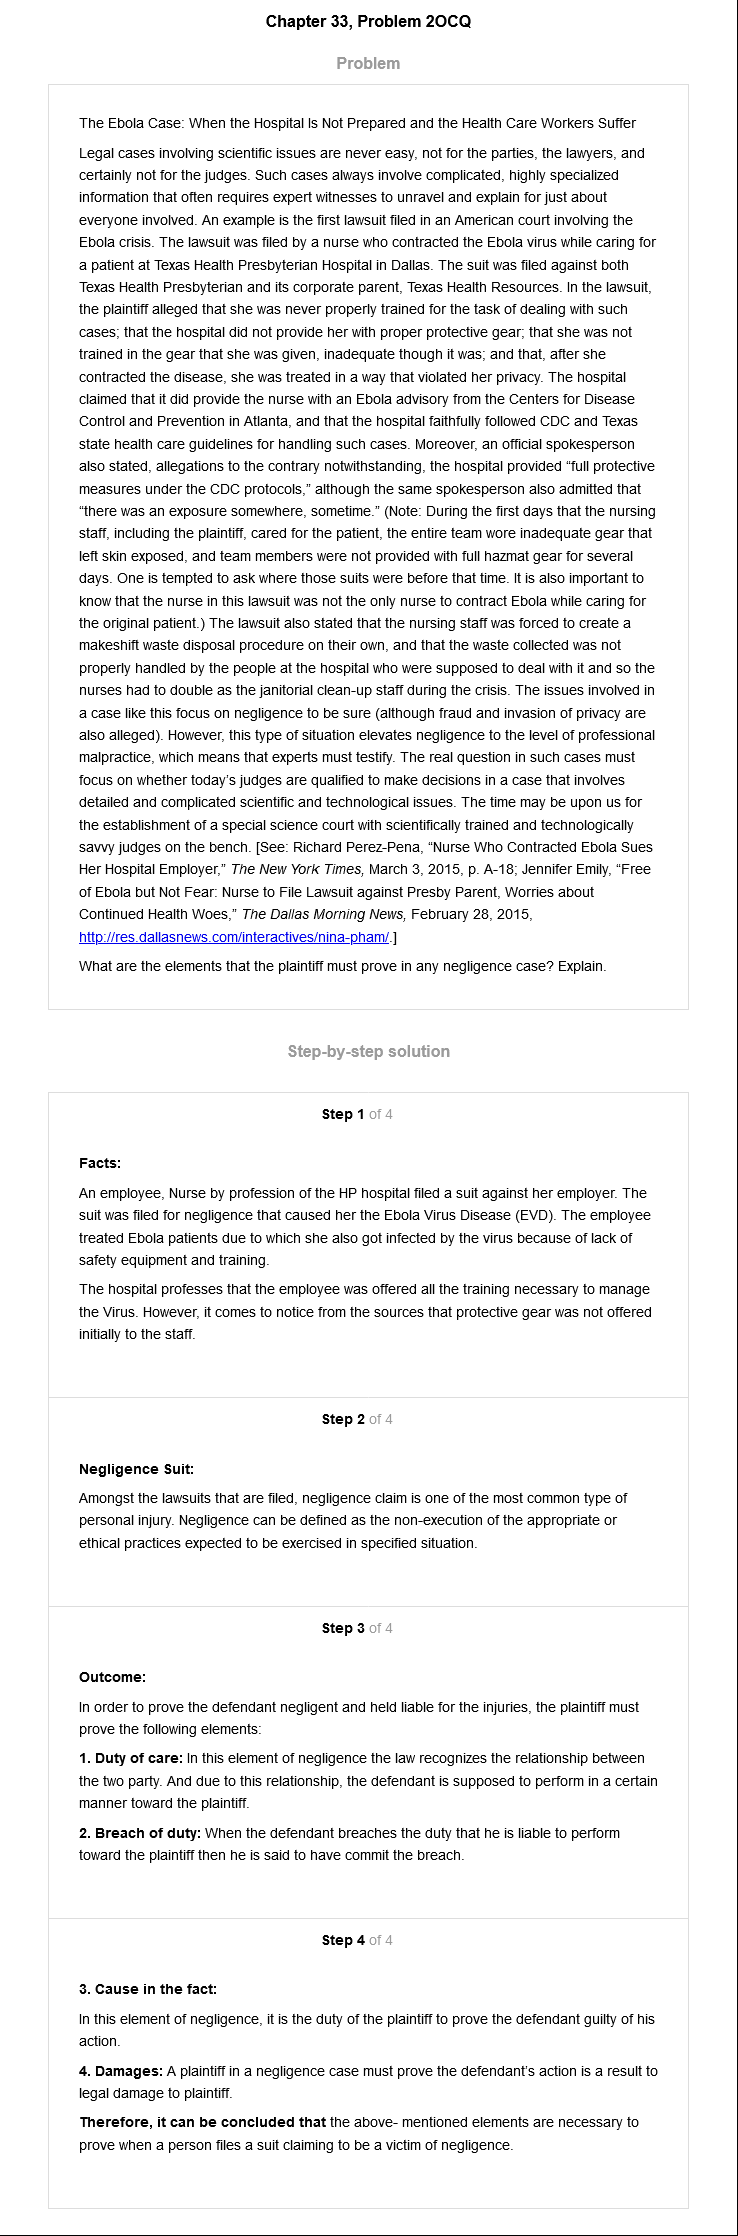 Chapter 33, Problem 2OCQ
Problem
The Ebola Case: When the Hospital Is Not Prepared and the Health Care Workers Suffer
Legal cases involving scientific issues are never easy, not for the parties, the lawyers, and
certainly not for the judges. Such cases always involve complicated, highly specialized
information that often requires expert witnesses to unravel and explain for just about
everyone involved. An example is the first lawsuit filed in an American court involving the
Ebola crisis. The lawsuit was filed by a nurse who contracted the Ebola virus while caring for
a patient at Texas Health Presbyterian Hospital in Dallas. The suit was filed against both
Texas Health Presbyterian and its corporate parent, Texas Health Resources. In the lawsuit,
the plaintiff alleged that she was never properly trained for the task of dealing with such
cases; that the hospital did not provide her with proper protective gear; that she was not
trained in the gear that she was given, inadequate though it was; and that, after she
contracted the disease, she was treated in a way that violated her privacy. The hospital
claimed that it did provide the nurse with an Ebola advisory from the Centers for Disease
Control and Prevention in Atlanta, and that the hospital faithfully followed CDC and Texas
state health care guidelines for handling such cases. Moreover, an official spokesperson
also stated, allegations to the contrary notwithstanding, the hospital provided “full protective
measures under the CDC protocols,” although the same spokesperson also admitted that
“there was an exposure somewhere, sometime.” (Note: During the first days that the nursing
staff, including the plaintiff, cared for the patient, the entire team wore inadequate gear that
left skin exposed, and team members were not provided with full hazmat gear for several
days. One is tempted to ask where those suits were before that time. It is also important to
know that the nurse in this lawsuit was not the only nurse to contract Ebola while caring for
the original patient.) The lawsuit also stated that the nursing staff was forced to create a
makeshift waste disposal procedure on their own, and that the waste collected was not
properly handled by the people at the hospital who were supposed to deal with it and so the
nurses had to double as the janitorial clean-up staff during the crisis. The issues involved in
a case like this focus on negligence to be sure (although fraud and invasion of privacy are
also alleged). However, this type of situation elevates negligence to the level of professional
malpractice, which means that experts must testify. The real question in such cases must
focus on whether today’s judges are qualified to make decisions in a case that involves
detailed and complicated scientific and technological issues. The time may be upon us for
the establishment of a special science court with scientifically trained and technologically
savvy judges on the bench. [See: Richard Perez-Pena, “Nurse Who Contracted Ebola Sues
Her Hospital Employer,” The New York Times, March 3, 2015, p. A-18; Jennifer Emily, “Free
of Ebola but Not Fear: Nurse to File Lawsuit against Presby Parent, Worries about
Continued Health Woes,” The Dallas Morning News, February 28, 2015,
http://res.dallasnews.com/interactives/nina-pham/.]
What are the elements that the plaintiff must prove in any negligence case? Explain.
Step-by-step solution
Step 1 of 4
Facts:
An employee, Nurse by profession of the HP hospital filed a suit against her employer. The
suit was filed for negligence that caused her the Ebola Virus Disease (EVD). The employee
treated Ebola patients due to which she also got infected by the virus because of lack of
safety equipment and training.
The hospital professes that the employee was offered all the training necessary to manage
the Virus. However, it comes to notice from the sources that protective gear was not offered
initially to the staff.
Step 2 of 4
Negligence Suit:
Amongst the lawsuits that are filed, negligence claim is one of the most common type of
personal injury. Negligence can be defined as the non-execution of the appropriate or
ethical practices expected to be exercised in specified situation.
Step 3 of 4
Outcome:
In order to prove the defendant negligent and held liable for the injuries, the plaintiff must
prove the following elements:
1. Duty of care: In this element of negligence the law recognizes the relationship between
the two party. And due to this relationship, the defendant is supposed to perform in a certain
manner toward the plaintiff.
2. Breach of duty: When the defendant breaches the duty that he is liable to perform
toward the plaintiff then he is said to have commit the breach.
Step 4 of 4
3. Cause in the fact:
In this element of negligence, it is the duty of the plaintiff to prove the defendant guilty of his
action.
4. Damages: A plaintiff in a negligence case must prove the defendant’s action is a result to
legal damage to plaintiff.
Therefore, it can be concluded that the above- mentioned elements are necessary to
prove when a person files a suit claiming to be a victim of negligence.